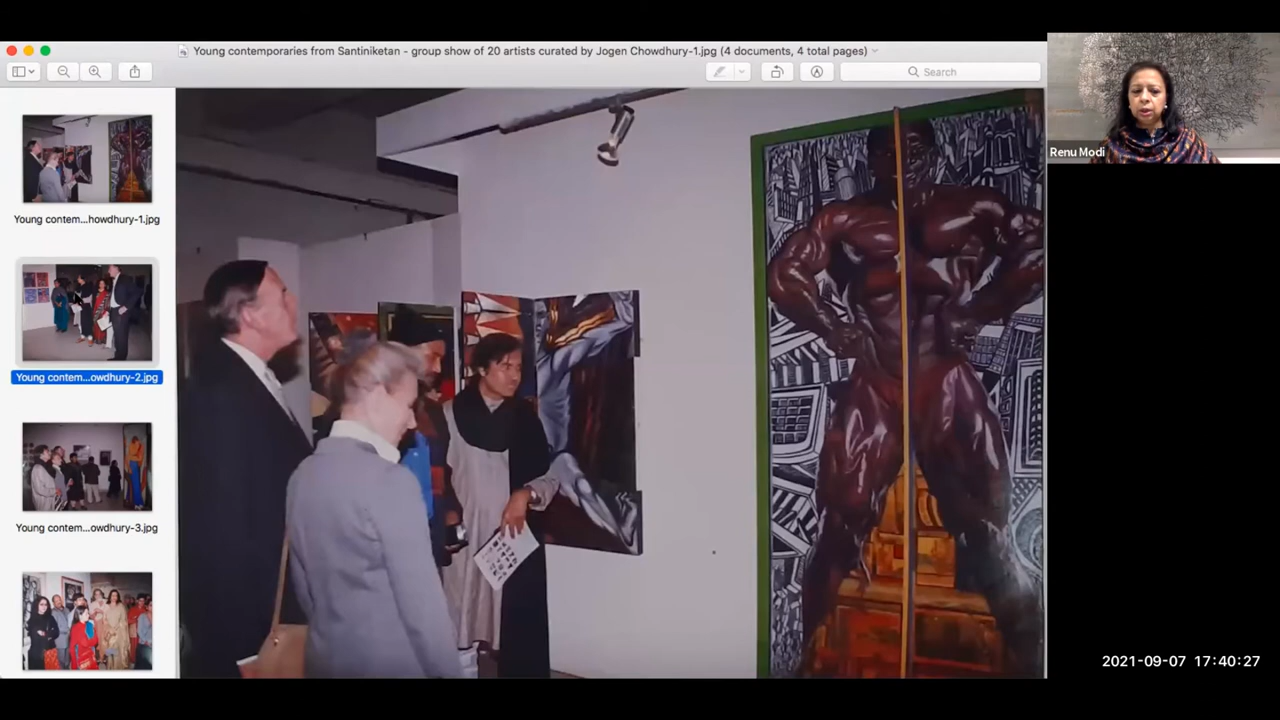 Young contemporaries from Santiniketan - group show of 20 artists curated by Jogen Chowdhury-1.jpg (4 documents, 4 total pages)
Search
Young contem...howdhury-1.jpg
Young contem...owdhury-2.jpg
Young contem...owdhury-3.jpg
Renu Modi
2021-09-07 17:40:27